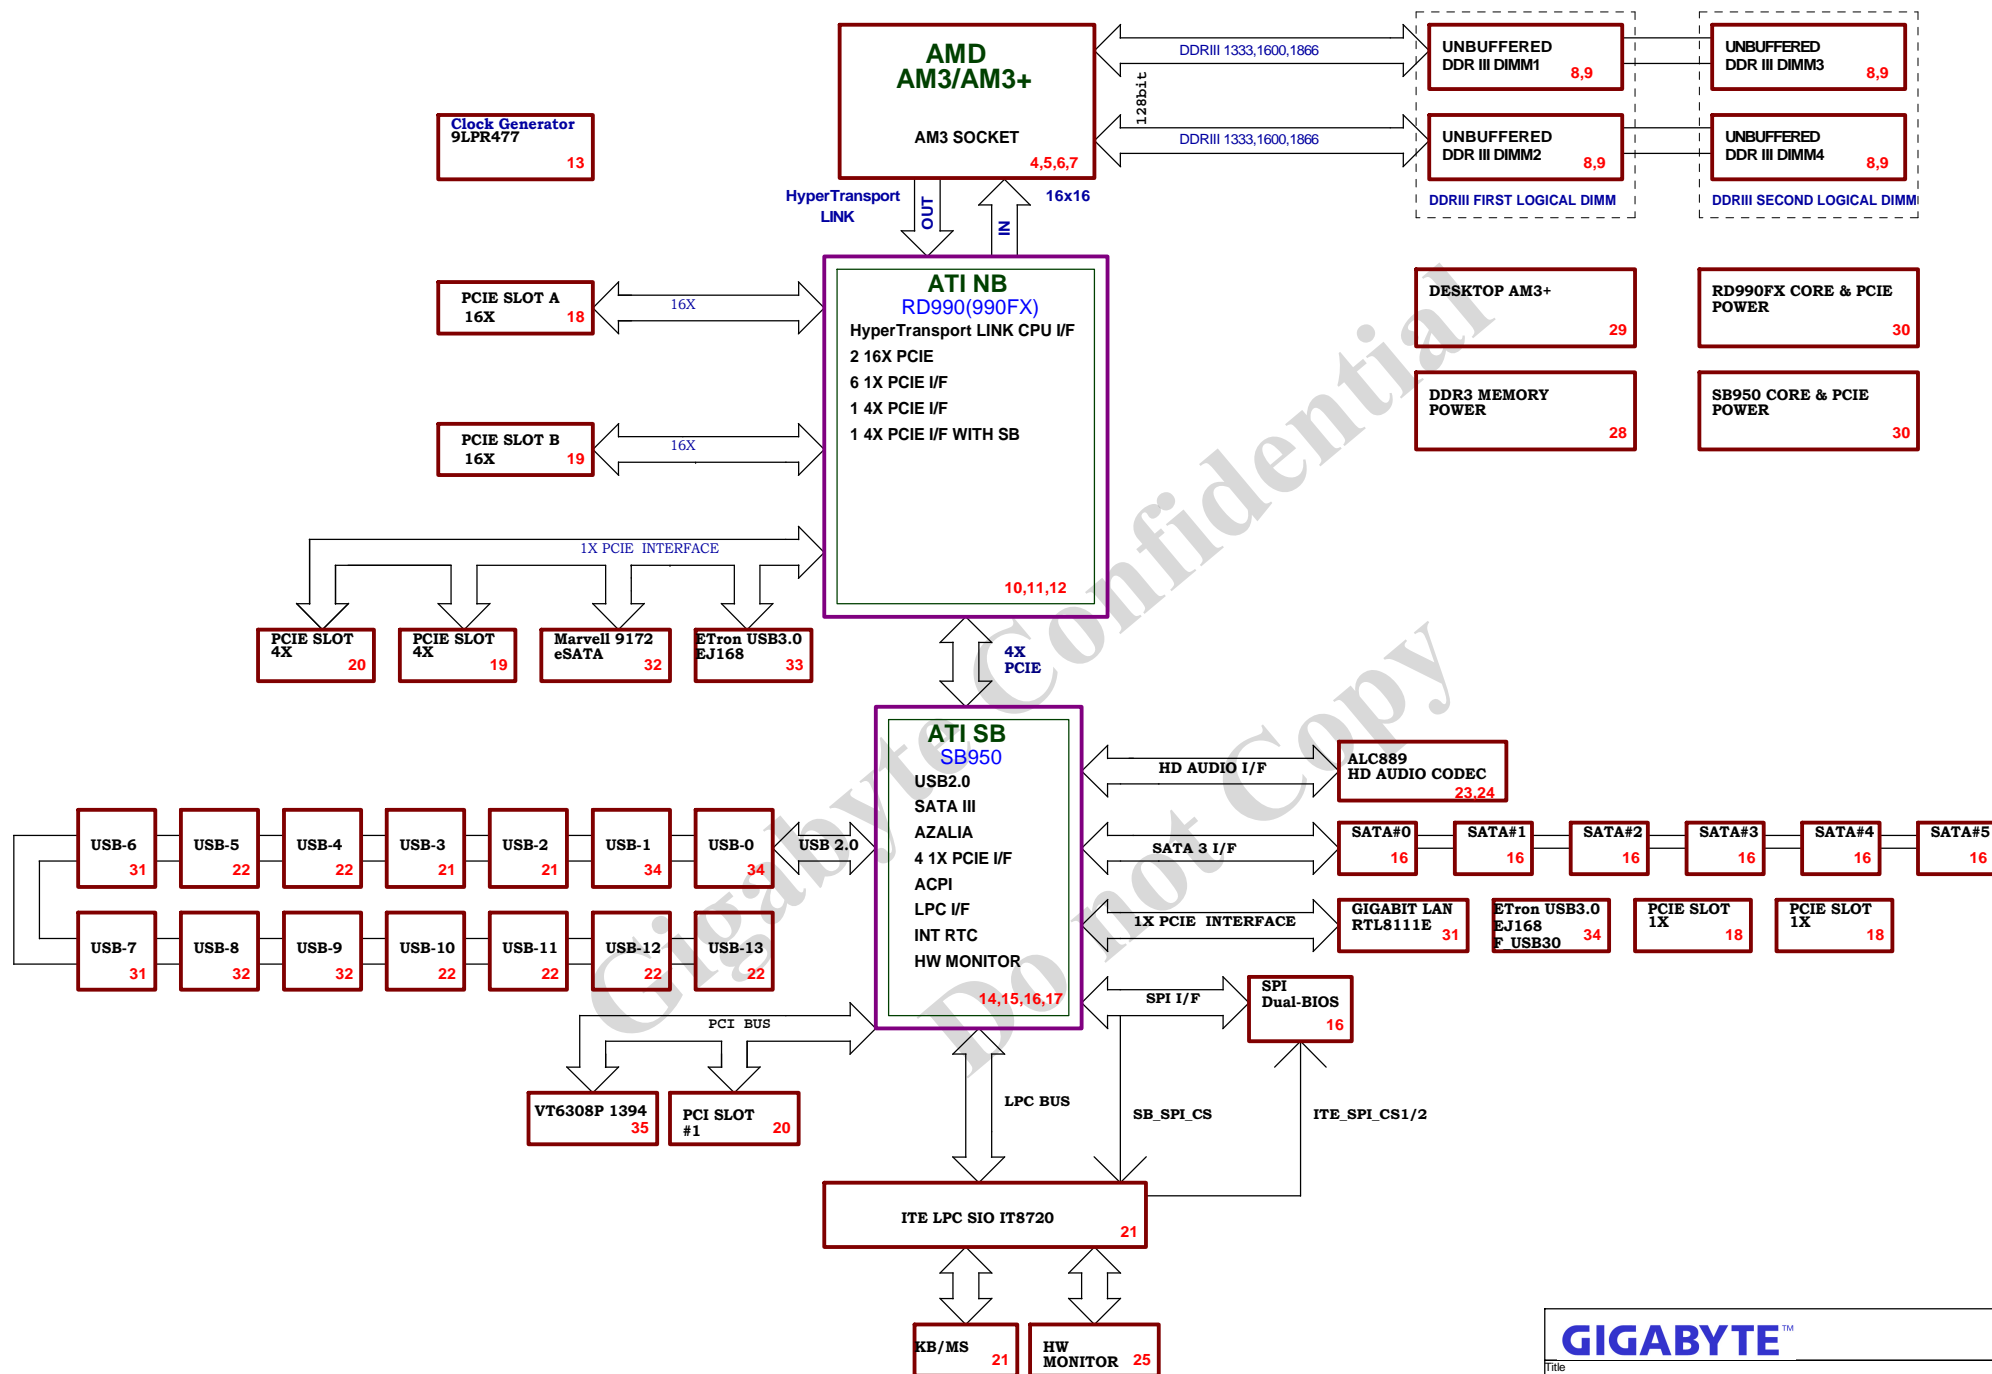 AMD
AM3/AM3+
AM3 SOCKET
4,5,6,7
DDRIII 1333,1600,1866
128bit
DDRIII 1333,1600,1866
UNBUFFERED
DDR III DIMM1
8,9
UNBUFFERED
DDR III DIMM3
8,9
UNBUFFERED
DDR III DIMM2
8,9
UNBUFFERED
DDR III DIMM4
8,9
DDRIII FIRST LOGICAL DIMM
DDRIII SECOND LOGICAL DIMM
Clock Generator
9LPR477
13
HyperTransport
LINK
OUT
IN
16x16
ATI NB
RD990(990FX)
HyperTransport LINK CPU I/F
2 16X PCIE
6 1X PCIE I/F
1 4X PCIE I/F
1 4X PCIE I/F WITH SB
10,11,12
PCIE SLOT A
16X
18
16X
PCIE SLOT B
16X
19
16X
DESKTOP AM3+
29
RD990FX CORE & PCIE
POWER
30
DDR3 MEMORY
POWER
28
SB950 CORE & PCIE
POWER
30
1X PCIE INTERFACE
PCIE SLOT
4X
20
PCIE SLOT
4X
19
Marvell 9172
eSATA
32
ETron USB3.0
EJ168
33
4X
PCIE
ATI SB
SB950
USB2.0
SATA III
AZALIA
4 1X PCIE I/F
ACPI
LPC I/F
INT RTC
HW MONITOR
14,15,16,17
HD AUDIO I/F
ALC889
HD AUDIO CODEC
23,24
USB-6
31
USB-5
22
USB-4
22
USB-3
21
USB-2
21
USB-1
34
USB-0
34
USB 2.0
SATA 3 I/F
SATA#0
16
SATA#1
16
SATA#2
16
SATA#3
16
SATA#4
16
SATA#5
16
USB-7
31
USB-8
32
USB-9
32
USB-10
22
USB-11
22
USB-12
22
USB-13
22
1X PCIE INTERFACE
GIGABIT LAN
RTL8111E
31
ETron USB3.0
EJ168
F_USB30
34
PCIE SLOT
1X
18
PCIE SLOT
1X
18
SPI I/F
SPI
Dual-BIOS
16
PCI BUS
VT6308P 1394
35
PCI SLOT
#1
20
LPC BUS
SB_SPI_CS
ITE_SPI_CS1/2
ITE LPC SIO IT8720
21
KB/MS
21
HW
MONITOR
25
Gigabyte Confidential
Do not Copy
GIGABYTE™
Title